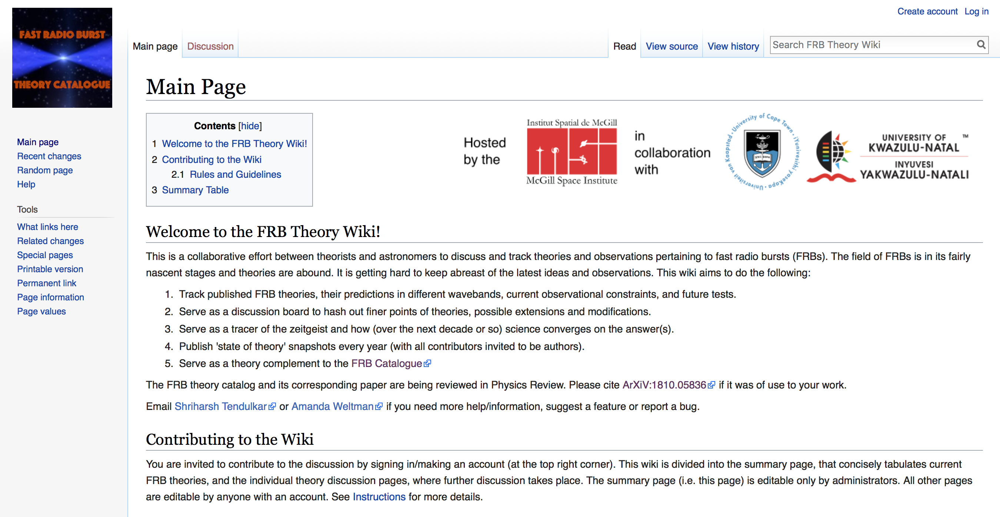 Create account Log in
FAST RADIO BURST
THEORY CATALOGUE
Main page Discussion Read View source View history Search FRB Theory Wiki
Main page
Recent changes
Random page
Help
Tools
What links here
Related changes
Special pages
Printable version
Permanent link
Page information
Page values
Main Page
Contents [hide]
1 Welcome to the FRB Theory Wiki!
2 Contributing to the Wiki
2.1 Rules and Guidelines
3 Summary Table
Hosted
by the
Institut Spatial de McGill
McGill Space Institute
in
collaboration
with
University of Cape Town · iYunivesithi yaseKapa · Universiteit van Kaapstad ·
SPES BONA
UNIVERSITY OF ™
KWAZULU-NATAL
INYUVESI
YAKWAZULU-NATALI
Welcome to the FRB Theory Wiki!
This is a collaborative effort between theorists and astronomers to discuss and track theories and observations pertaining to fast radio bursts (FRBs). The field of FRBs is in its fairly
nascent stages and theories are abound. It is getting hard to keep abreast of the latest ideas and observations. This wiki aims to do the following:
1. Track published FRB theories, their predictions in different wavebands, current observational constraints, and future tests.
2. Serve as a discussion board to hash out finer points of theories, possible extensions and modifications.
3. Serve as a tracer of the zeitgeist and how (over the next decade or so) science converges on the answer(s).
4. Publish 'state of theory' snapshots every year (with all contributors invited to be authors).
5. Serve as a theory complement to the FRB Catalogue
The FRB theory catalog and its corresponding paper are being reviewed in Physics Review. Please cite ArXiV:1810.05836 if it was of use to your work.
Email Shriharsh Tendulkar or Amanda Weltman if you need more help/information, suggest a feature or report a bug.
Contributing to the Wiki
You are invited to contribute to the discussion by signing in/making an account (at the top right corner). This wiki is divided into the summary page, that concisely tabulates current
FRB theories, and the individual theory discussion pages, where further discussion takes place. The summary page (i.e. this page) is editable only by administrators. All other pages
are editable by anyone with an account. See Instructions for more details.